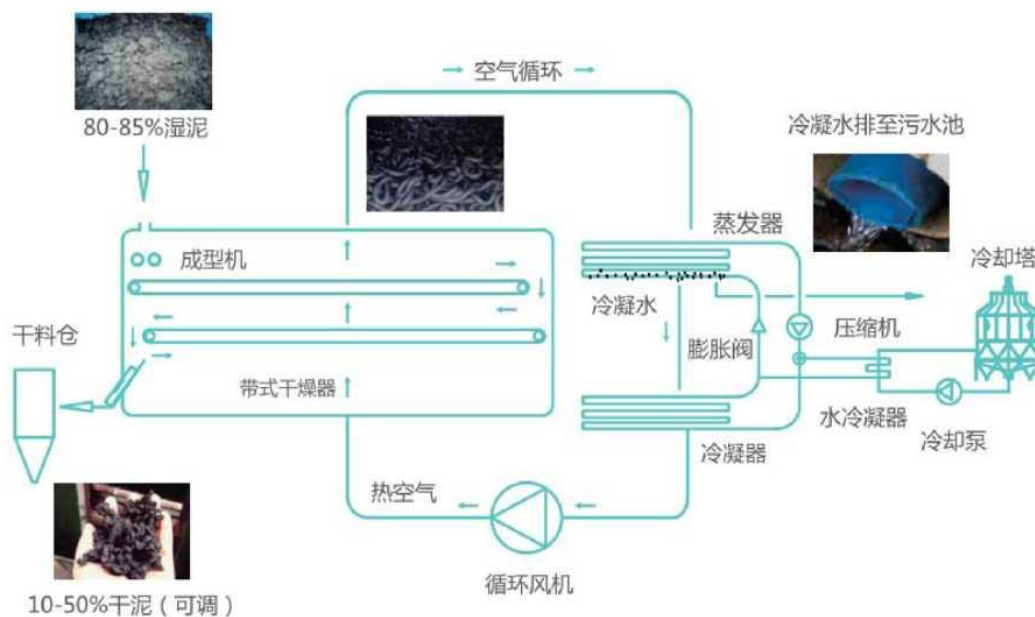 空气循环
80-85%湿泥
冷凝水排至污水池
蒸发器
成型机
冷却塔
冷凝水
干料仓
压缩机
膨胀阀
带式干燥器
水冷凝器
冷却泵
冷凝器
热空气
循环风机
10-50%干泥（可调）